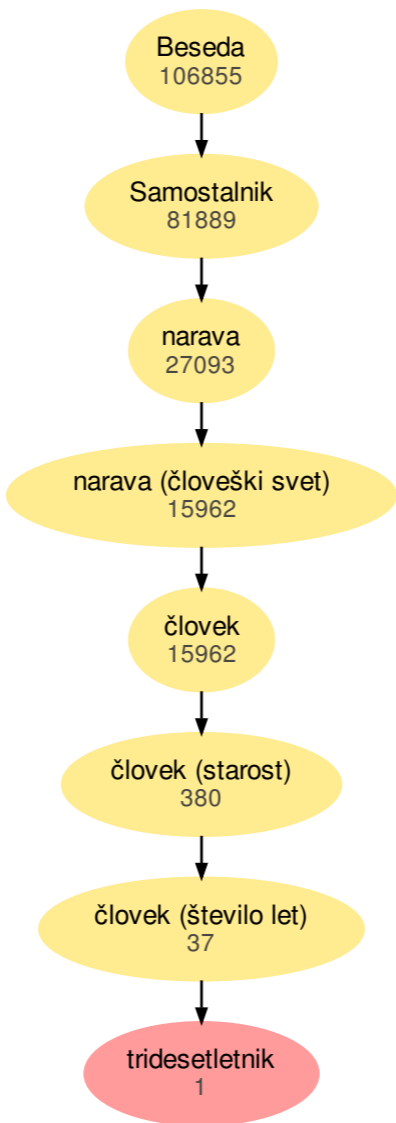 Beseda
106855
Samostalnik
81889
narava
27093
narava (človeški svet)
15962
človek
15962
človek (starost)
380
človek (število let)
37
tridesetletnik
1